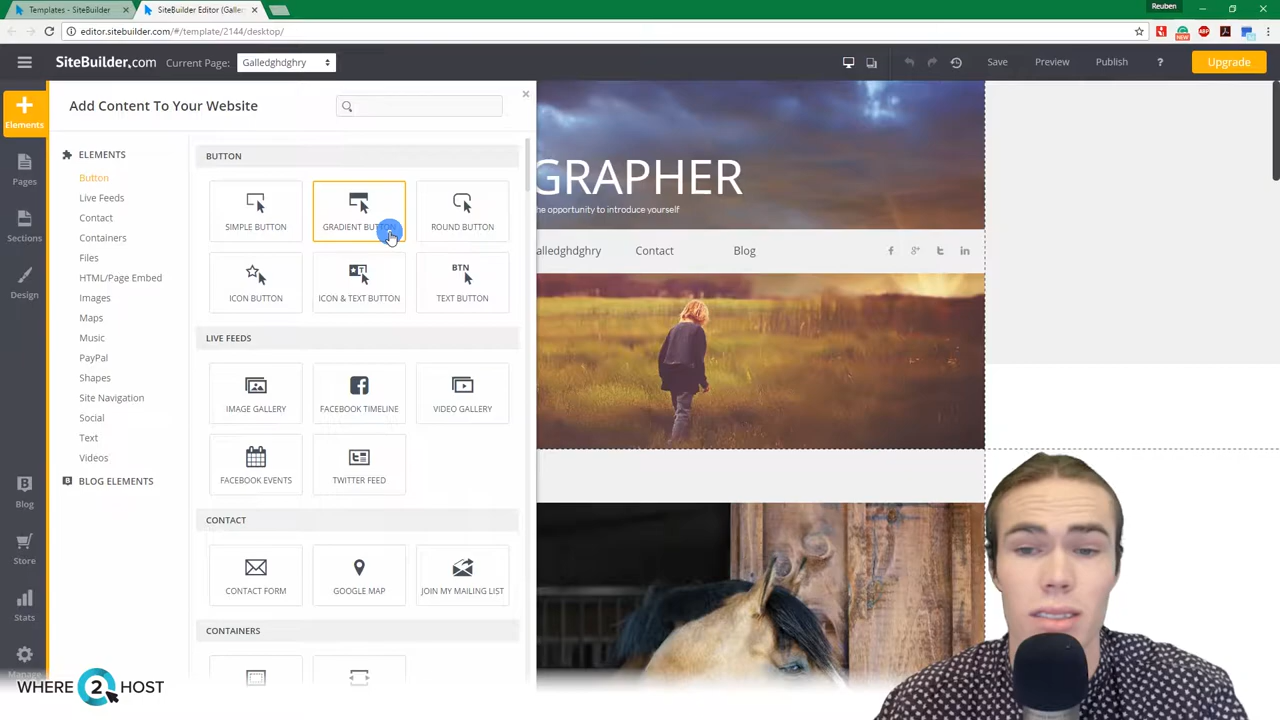 Templates - SiteBuilder
SiteBuilder Editor (Galler
Reuben
editor.sitebuilder.com/#/template/2144/desktop/
SiteBuilder.com
Current Page:
Galledghdghry
Save
Preview
Publish
?
Upgrade
Elements
Pages
Sections
Design
Blog
Store
Stats
Manage
Add Content To Your Website
ELEMENTS
Button
Live Feeds
Contact
Containers
Files
HTML/Page Embed
Images
Maps
Music
PayPal
Shapes
Site Navigation
Social
Text
Videos
BLOG ELEMENTS
BUTTON
SIMPLE BUTTON
GRADIENT BUTTON
ROUND BUTTON
ICON BUTTON
ICON & TEXT BUTTON
BTN
TEXT BUTTON
LIVE FEEDS
IMAGE GALLERY
FACEBOOK TIMELINE
VIDEO GALLERY
FACEBOOK EVENTS
TWITTER FEED
CONTACT
CONTACT FORM
GOOGLE MAP
JOIN MY MAILING LIST
CONTAINERS
GRAPHER
he opportunity to introduce yourself
alledghdghry
Contact
Blog
WHERE 2 HOST